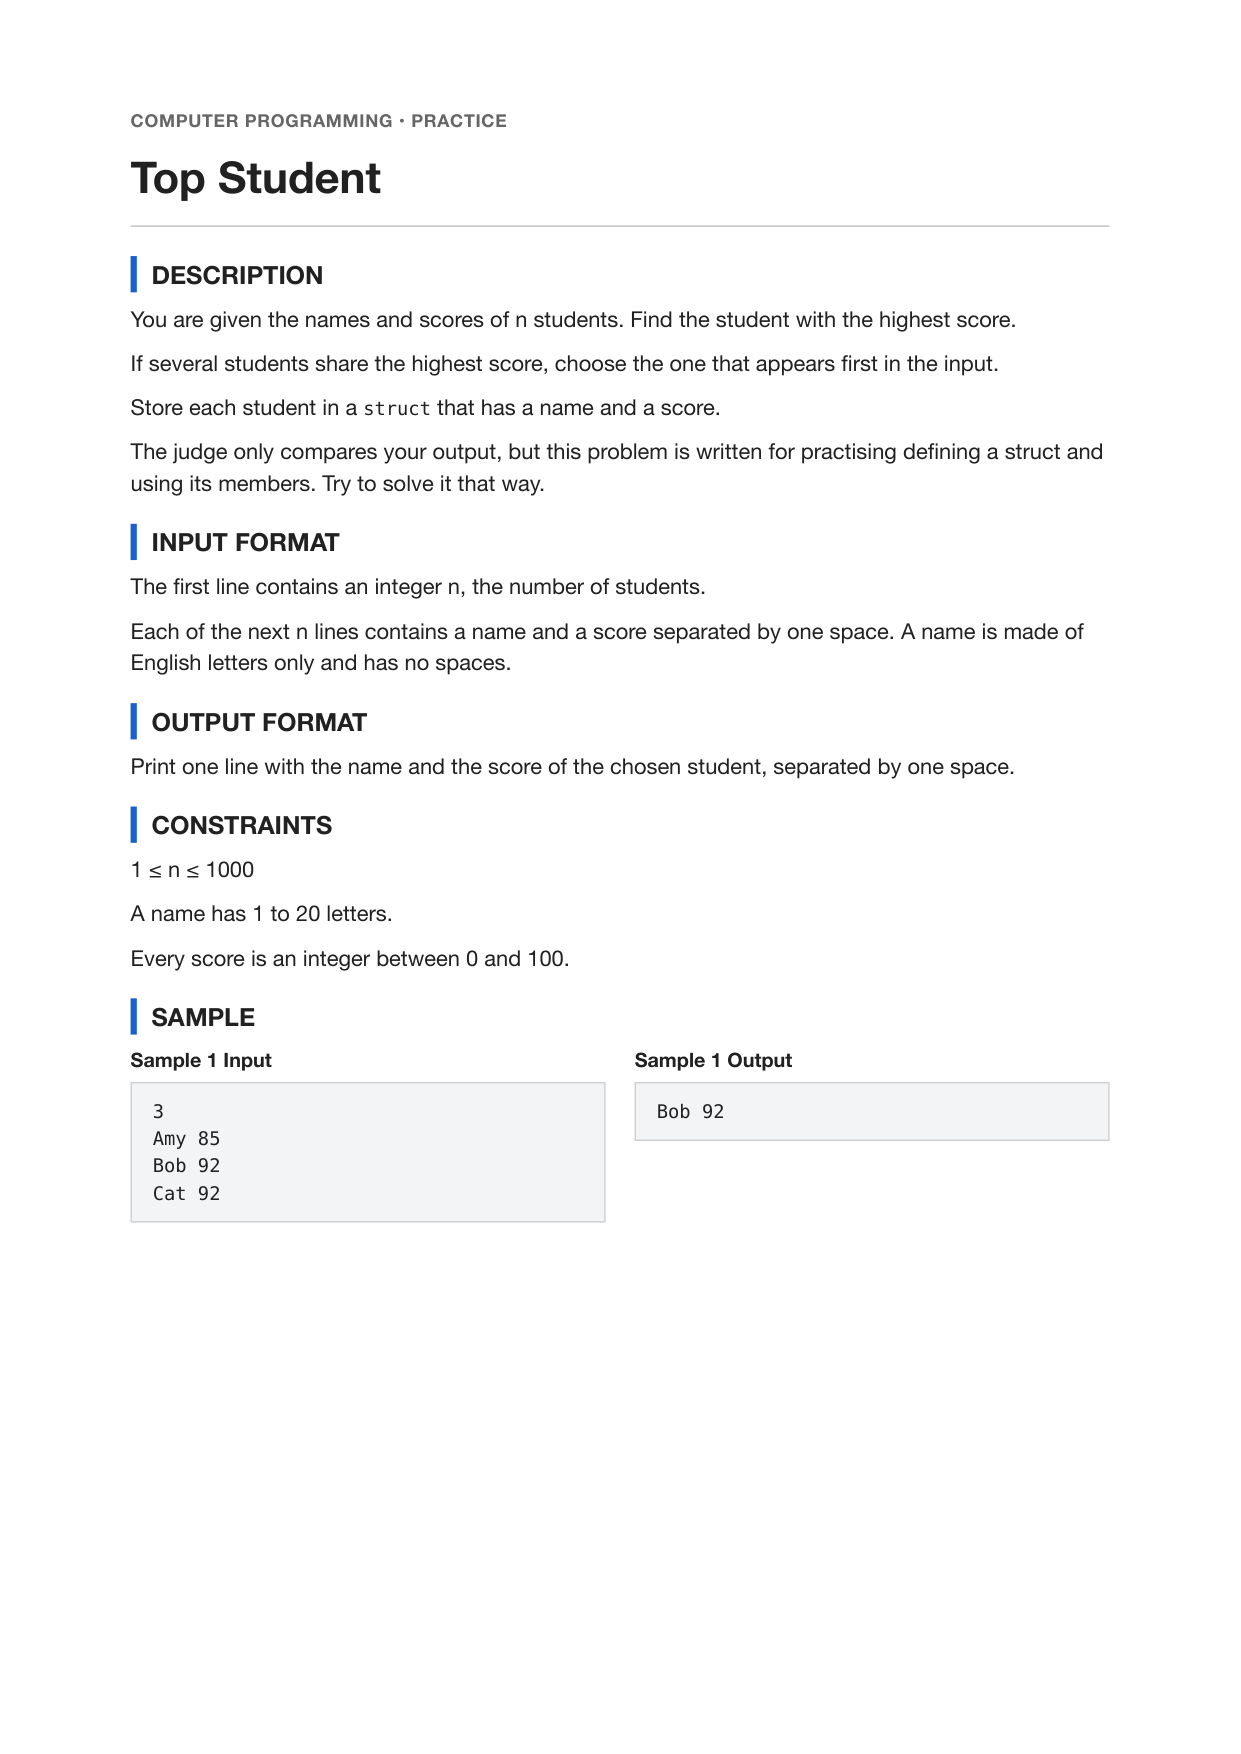 COMPUTER PROGRAMMING • PRACTICE
Top Student
DESCRIPTION
You are given the names and scores of n students. Find the student with the highest score.
If several students share the highest score, choose the one that appears first in the input.
Store each student in a struct that has a name and a score.
The judge only compares your output, but this problem is written for practising defining a struct and
using its members. Try to solve it that way.
INPUT FORMAT
The first line contains an integer n, the number of students.
Each of the next n lines contains a name and a score separated by one space. A name is made of
English letters only and has no spaces.
OUTPUT FORMAT
Print one line with the name and the score of the chosen student, separated by one space.
CONSTRAINTS
1 ≤ n ≤ 1000
A name has 1 to 20 letters.
Every score is an integer between 0 and 100.
SAMPLE
Sample 1 Input
3
Amy 85
Bob 92
Cat 92
Sample 1 Output
Bob 92